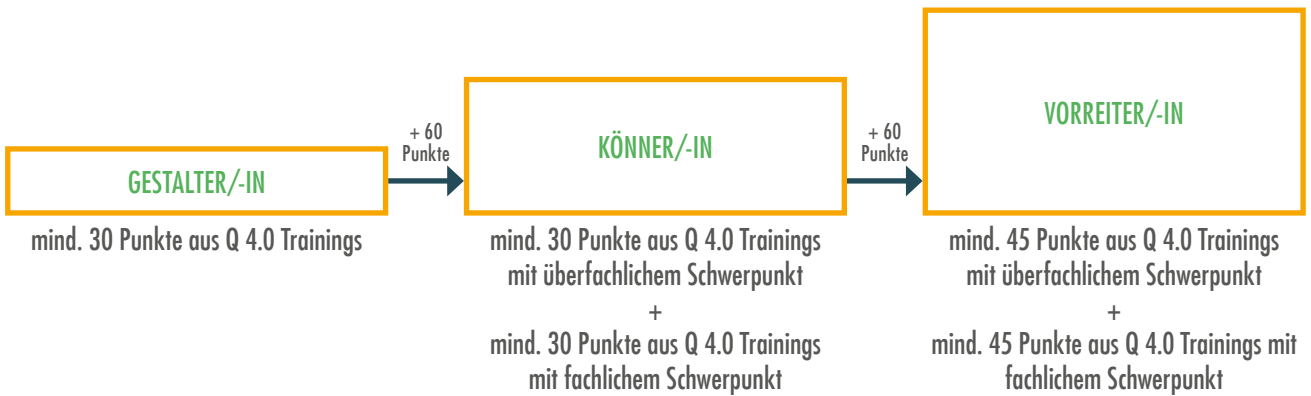 GESTALTER/-IN
mind. 30 Punkte aus Q 4.0 Trainings
+ 60
Punkte
KÖNNER/-IN
mind. 30 Punkte aus Q 4.0 Trainings
mit überfachlichem Schwerpunkt
+
mind. 30 Punkte aus Q 4.0 Trainings
mit fachlichem Schwerpunkt
+ 60
Punkte
VORREITER/-IN
mind. 45 Punkte aus Q 4.0 Trainings
mit überfachlichem Schwerpunkt
+
mind. 45 Punkte aus Q 4.0 Trainings mit
fachlichem Schwerpunkt